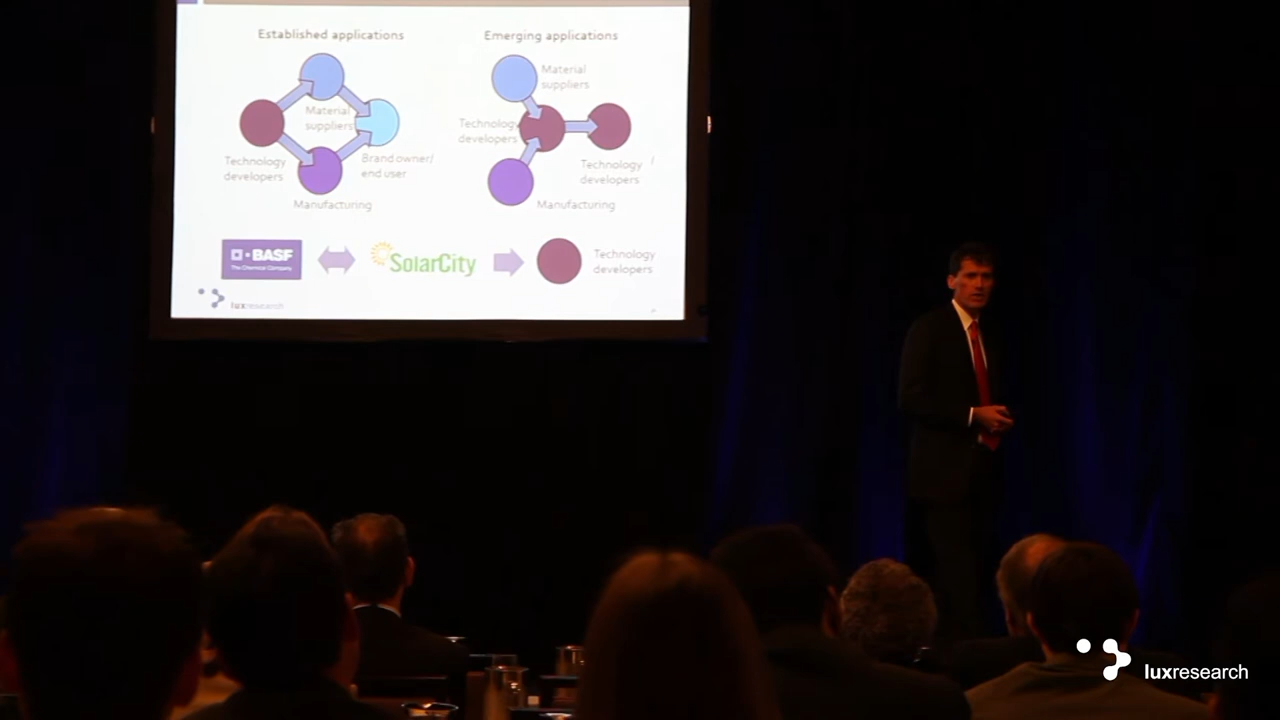 Established applications
Emerging applications
Material
suppliers
Material
suppliers
Technology
developers
Technology
developers
Brand owner/
end user
Technology
developers
Manufacturing
Manufacturing
BASF
The Chemical Company
SolarCity
Technology
developers
luxresearch
luxresearch